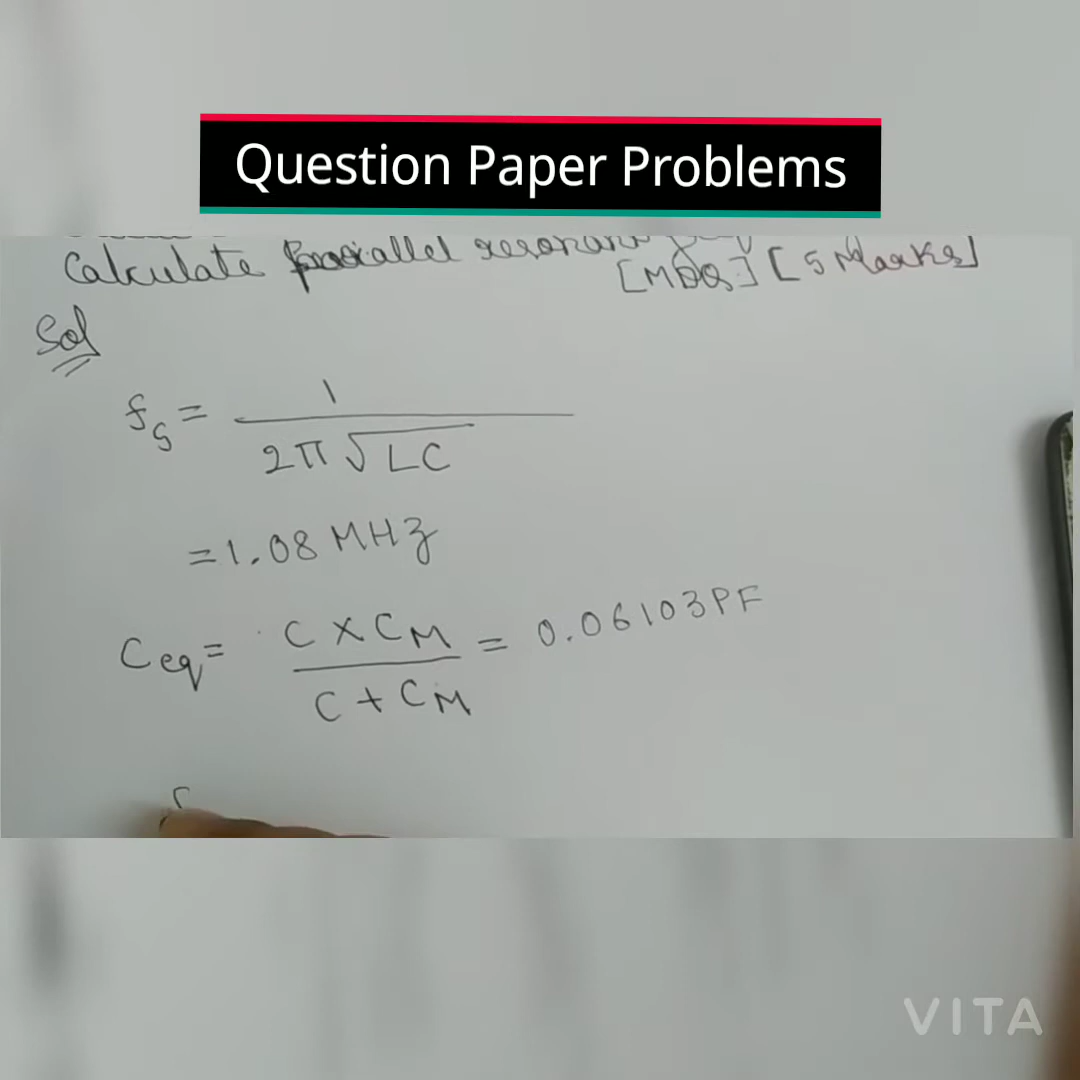 Question Paper Problems
Calculate parallel resonant
[MDQ] [5 Marks]
Sol
fs = 1 / 2π√LC
= 1.08 MHz
Ceq = C X CM / C + CM = 0.06103PF
VITA